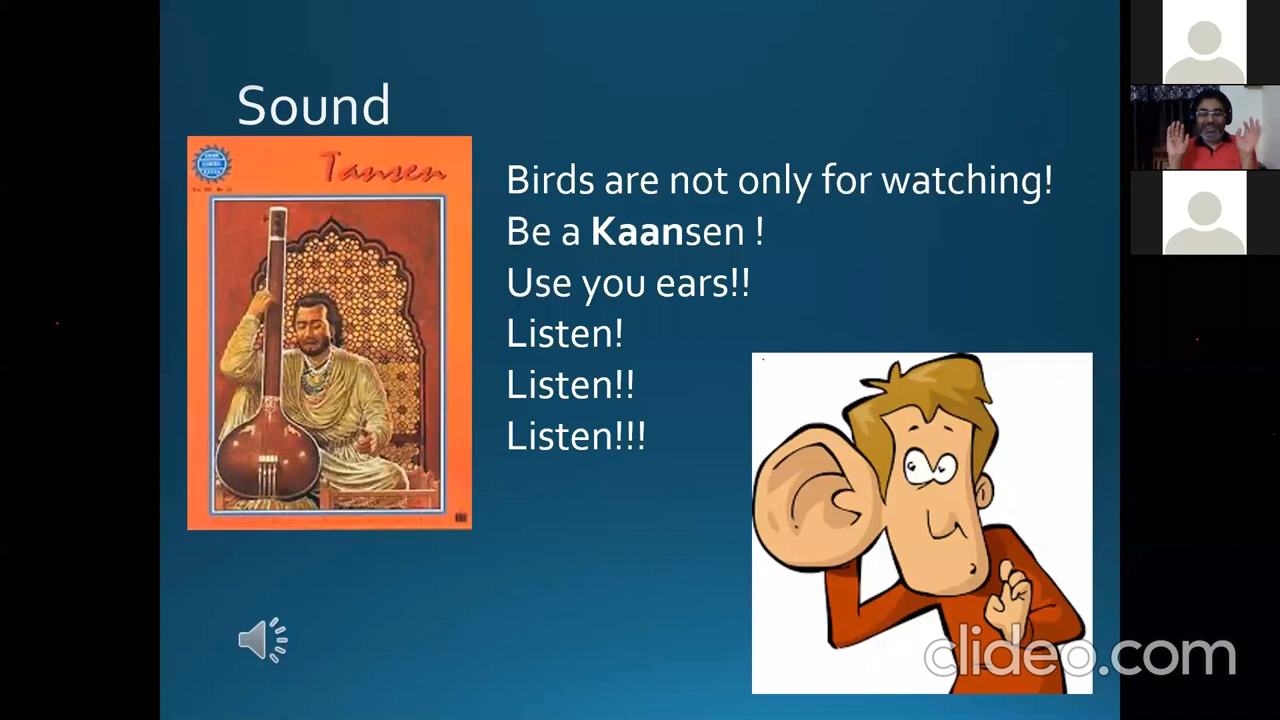 Sound
Tansen
Birds are not only for watching!
Be a Kaansen !
Use you ears!!
Listen!
Listen!!
Listen!!!
clideo.com